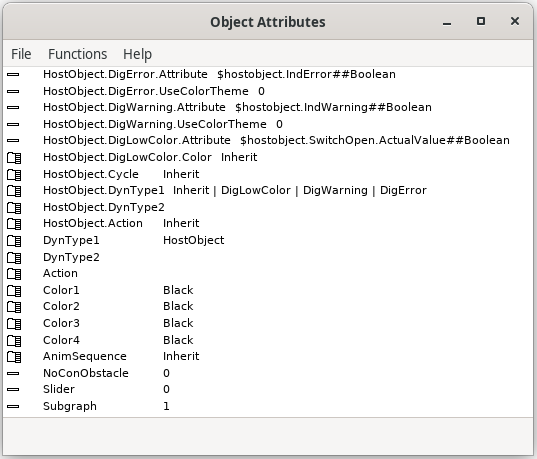 Object Attributes
File Functions Help
HostObject.DigError.Attribute $hostobject.IndError##Boolean
HostObject.DigError.UseColorTheme 0
HostObject.DigWarning.Attribute $hostobject.IndWarning##Boolean
HostObject.DigWarning.UseColorTheme 0
HostObject.DigLowColor.Attribute $hostobject.SwitchOpen.ActualValue##Boolean
HostObject.DigLowColor.Color Inherit
HostObject.Cycle Inherit
HostObject.DynType1 Inherit | DigLowColor | DigWarning | DigError
HostObject.DynType2
HostObject.Action Inherit
DynType1 HostObject
DynType2
Action
Color1 Black
Color2 Black
Color3 Black
Color4 Black
AnimSequence Inherit
NoConObstacle 0
Slider 0
Subgraph 1